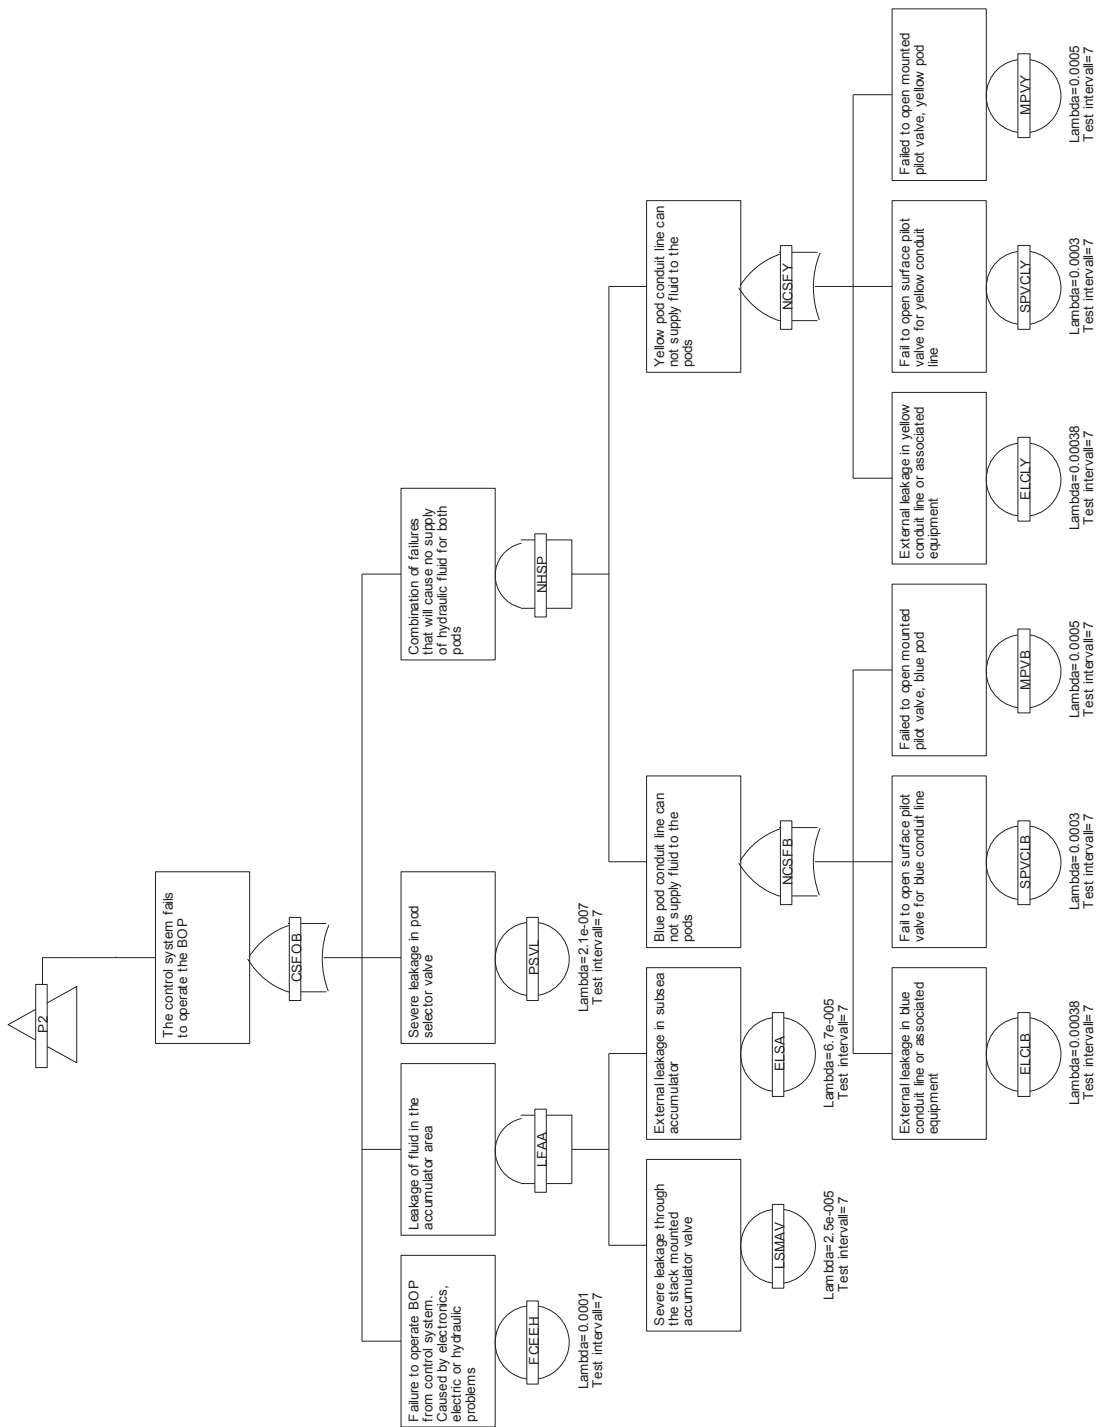 P2
The control system fails
to operate the BOP
CSFOB
Failure to operate BOP
from control system.
Caused by electronics,
electric or hydraulic
problems
FCEEH
Lambda=0.0001
Test intervall=7
Leakage of fluid in the
accumulator area
LFAA
Severe leakage in pod
selector valve
PSVL
Lambda=2.1e-007
Test intervall=7
Combination of failures
that will cause no supply
of hydraulic fluid for both
pods
NHSP
Severe leakage through
the stack mounted
accumulator valve
LSMAV
Lambda=2.5e-005
Test intervall=7
External leakage in subsea
accumulator
ELSA
Lambda=6.7e-005
Test intervall=7
Blue pod conduit line can
not supply fluid to the
pods
NCSFB
Yellow pod conduit line can
not supply fluid to the
pods
NCSFY
External leakage in blue
conduit line or associated
equipment
ELCLB
Lambda=0.00038
Test intervall=7
Fail to open surface pilot
valve for blue conduit line
SPVCLB
Lambda=0.0003
Test intervall=7
Failed to open mounted
pilot valve, blue pod
MPVB
Lambda=0.0005
Test intervall=7
External leakage in yellow
conduit line or associated
equipment
ELCLY
Lambda=0.00038
Test intervall=7
Fail to open surface pilot
valve for yellow conduit
line
SPVCLY
Lambda=0.0003
Test intervall=7
Failed to open mounted
pilot valve, yellow pod
MPVY
Lambda=0.0005
Test intervall=7